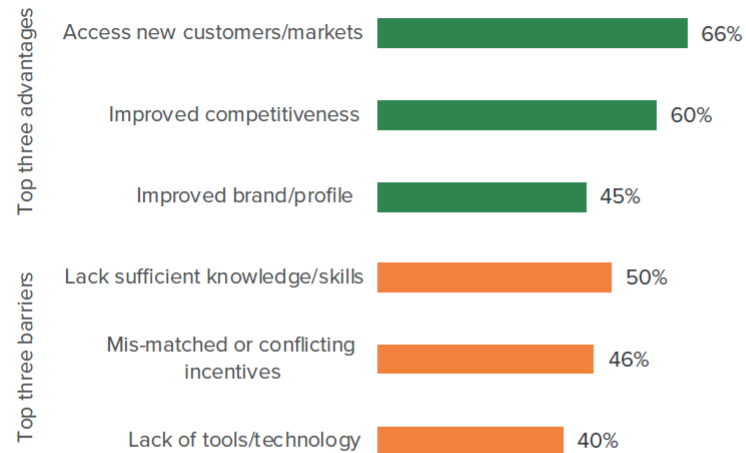 Top three advantages
Access new customers/markets
66%
Improved competitiveness
60%
Improved brand/profile
45%
Top three barriers
Lack sufficient knowledge/skills
50%
Mis-matched or conflicting
incentives
46%
Lack of tools/technology
40%